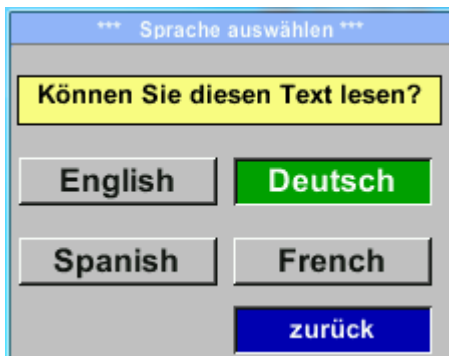 *** Sprache auswählen ***
Können Sie diesen Text lesen?
English Deutsch
Spanish French
zurück